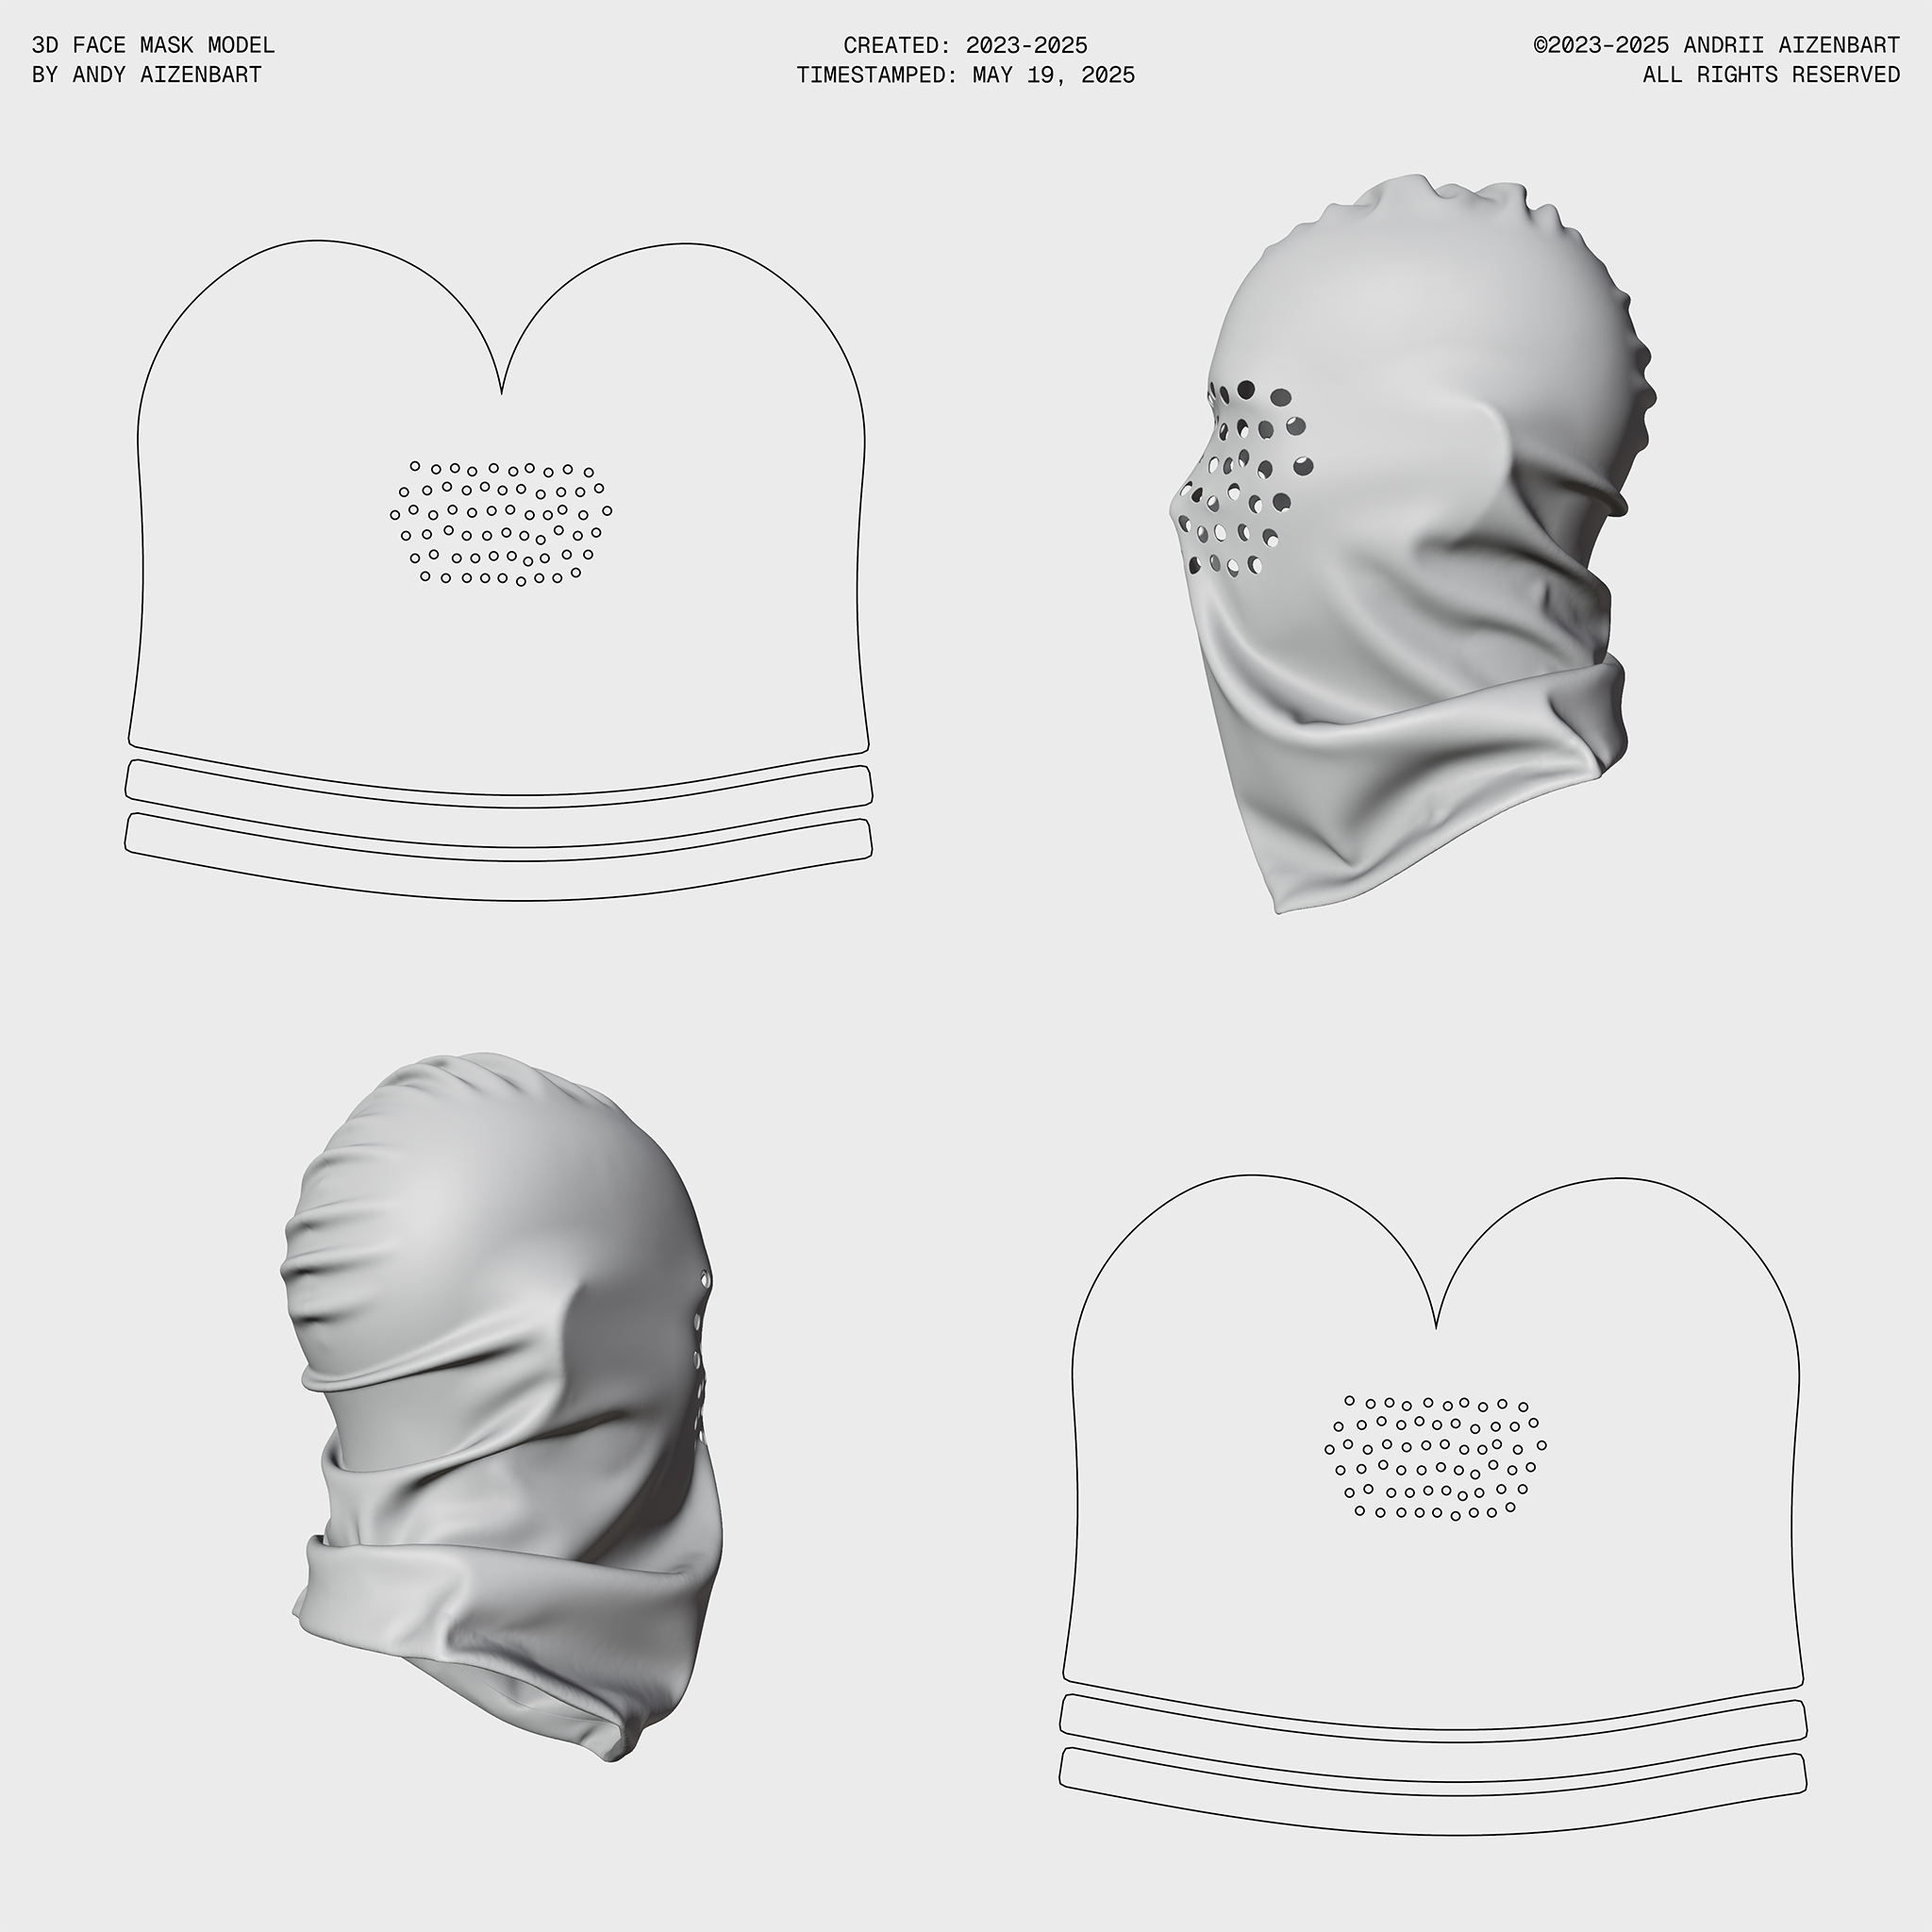 3D FACE MASK MODEL
BY ANDY AIZENBART
CREATED: 2023-2025
TIMESTAMPED: MAY 19, 2025
©2023-2025 ANDRII AIZENBART
ALL RIGHTS RESERVED